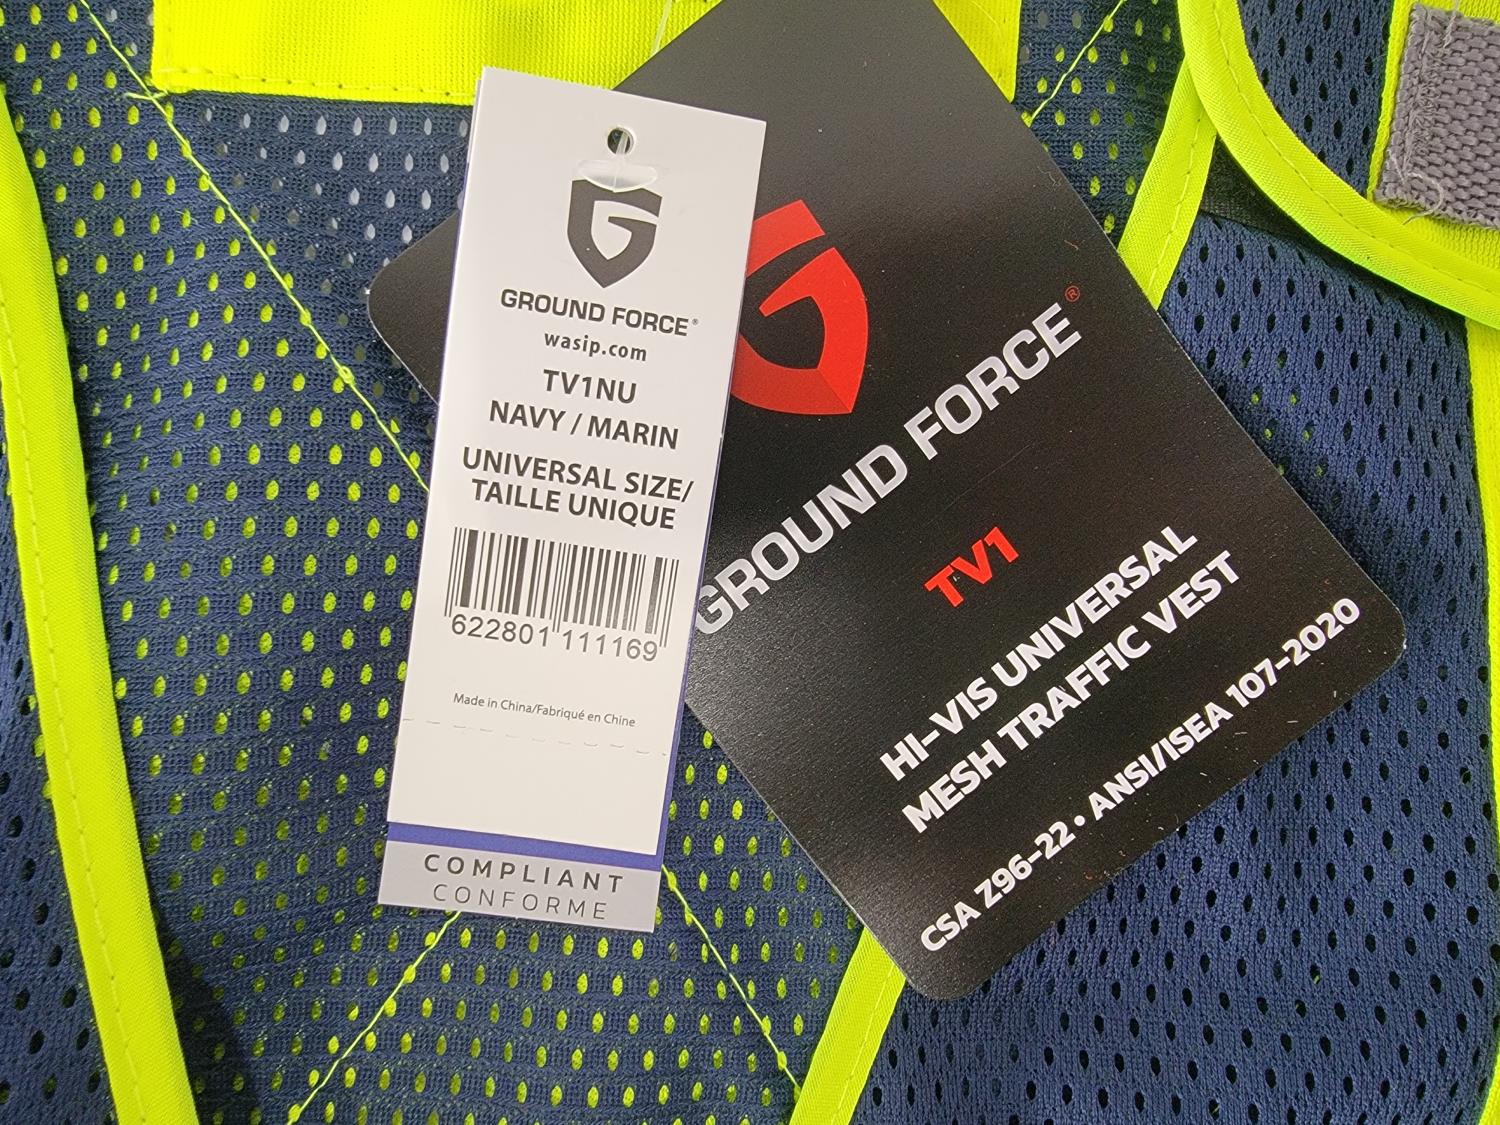 GROUND FORCE®
wasip.com
TV1NU
NAVY / MARIN
UNIVERSAL SIZE/
TAILLE UNIQUE
622801 111169
Made in China/Fabriqué en Chine
COMPLIANT
CONFORME
GROUND FORCE®
TV1
HI-VIS UNIVERSAL
MESH TRAFFIC VEST
CSA Z96-22 • ANSI/ISEA 107-2020